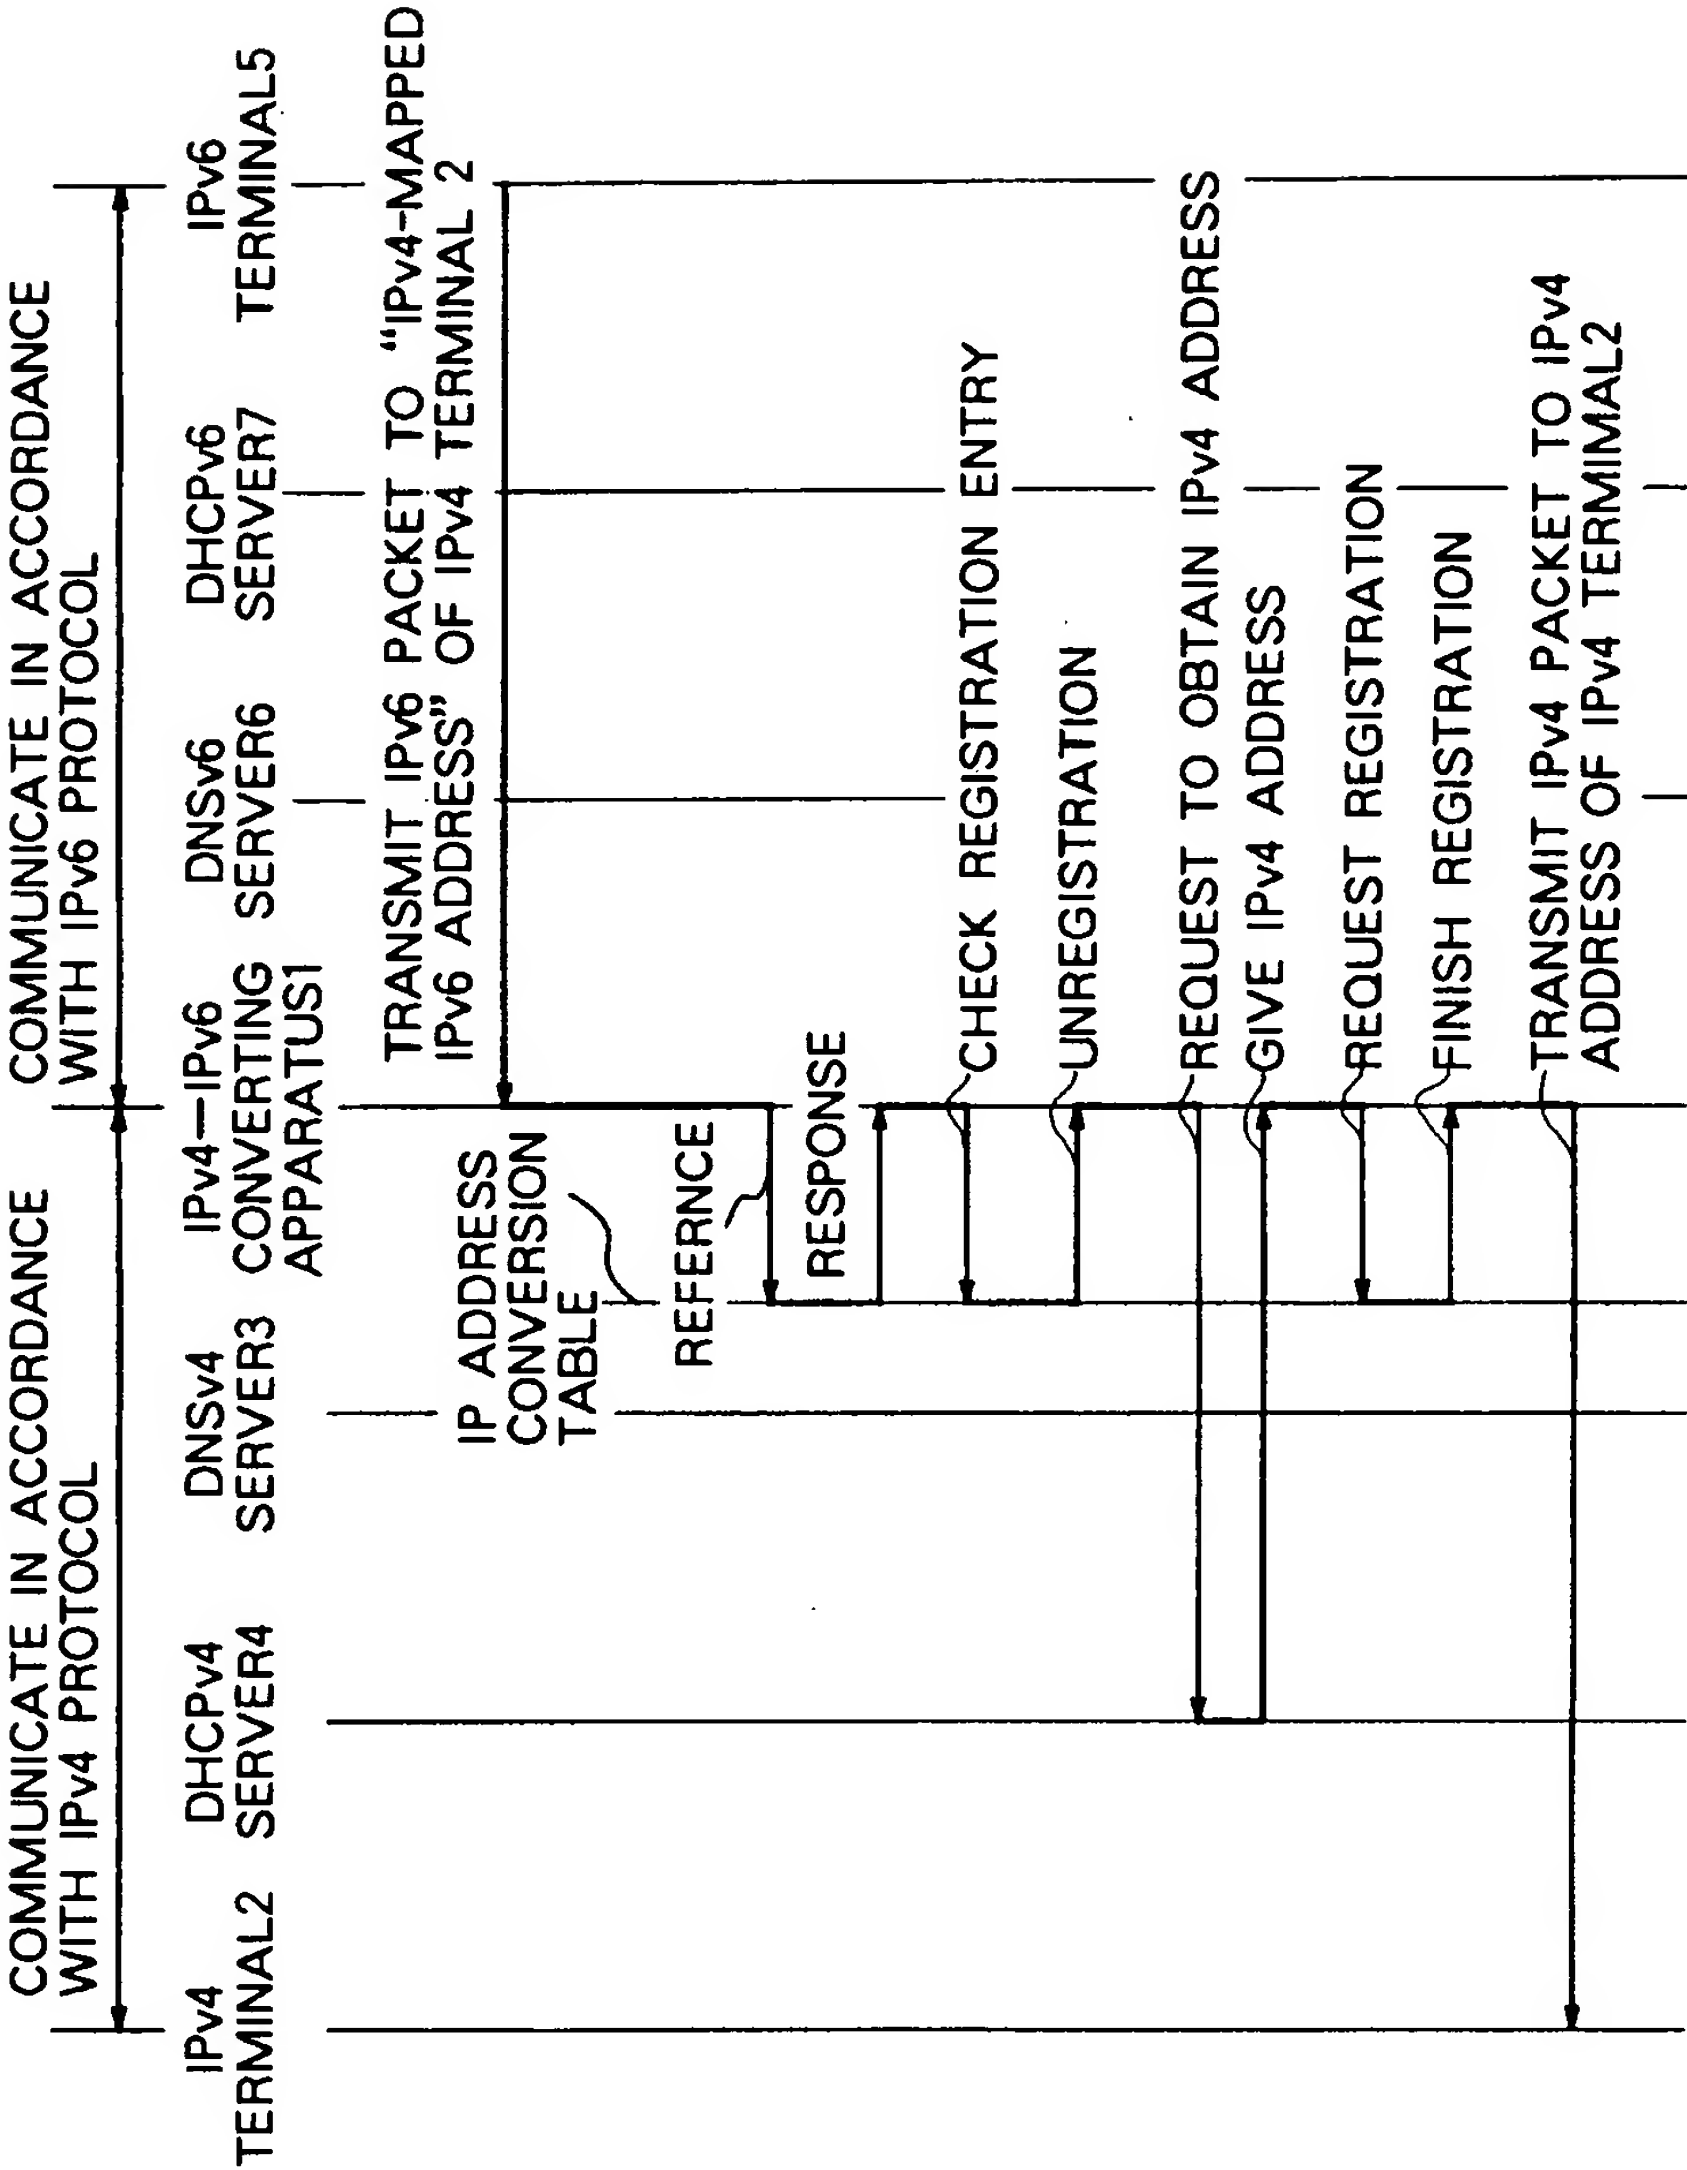 COMMUNICATE IN ACCORDANCE
WITH IPv4 PROTOCOL
COMMUNICATE IN ACCORDANCE
WITH IPv6 PROTOCOL
IPv4
TERMINAL2
DHCPv4
SERVER4
DNSv4
SERVER3
IPv4-IPv6
CONVERTING
APPARATUS1
DNSv6
SERVER6
DHCPv6
SERVER7
IPv6
TERMINAL5
TRANSMIT IPv6 PACKET TO "IPv4-MAPPED
IPv6 ADDRESS" OF IPv4 TERMINAL 2
IP ADDRESS
CONVERSION
TABLE
REFERNCE
RESPONSE
CHECK REGISTRATION ENTRY
UNREGISTRATION
REQUEST TO OBTAIN IPv4 ADDRESS
GIVE IPv4 ADDRESS
REQUEST REGISTRATION
FINISH REGISTRATION
TRANSMIT IPv4 PACKET TO IPv4
ADDRESS OF IPv4 TERMIMAL2